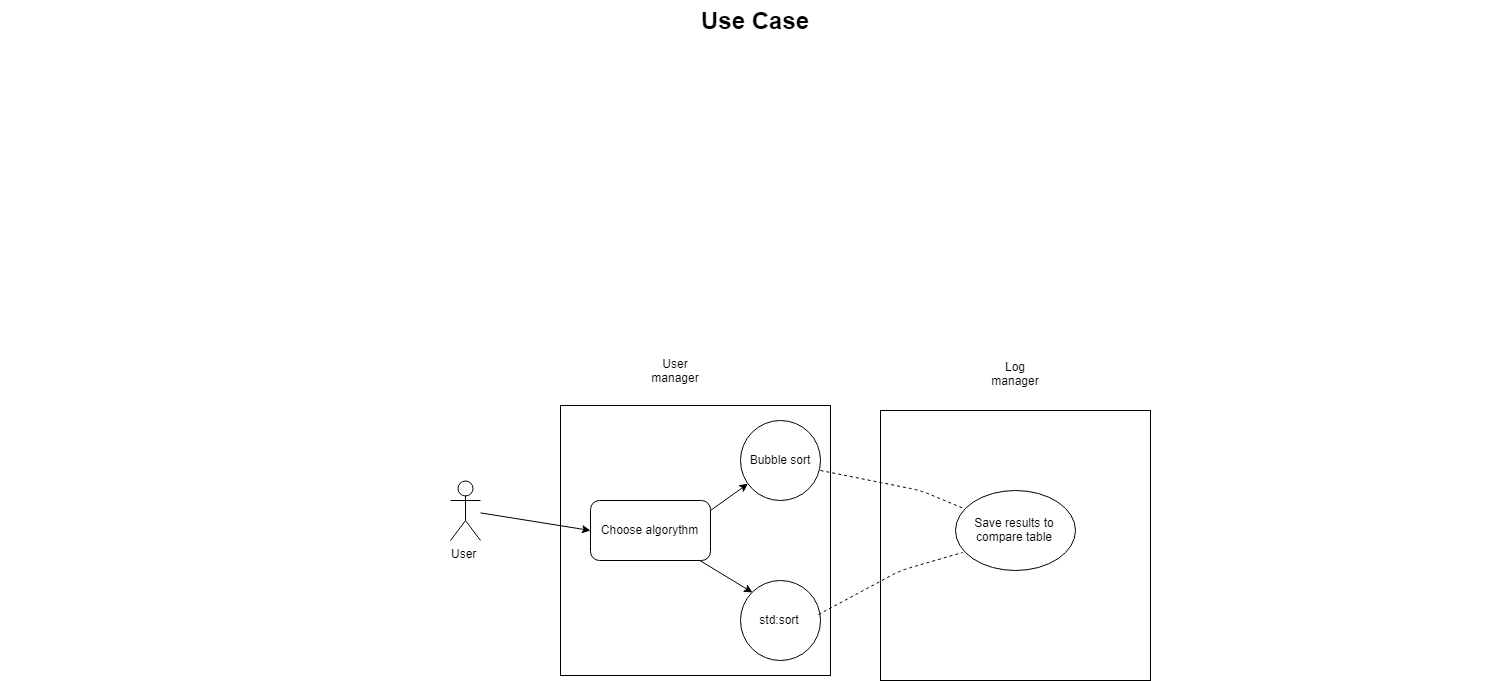 Use Case
User
manager
Log
manager
Bubble sort
Choose algorythm
Save results to
compare table
User
std:sort